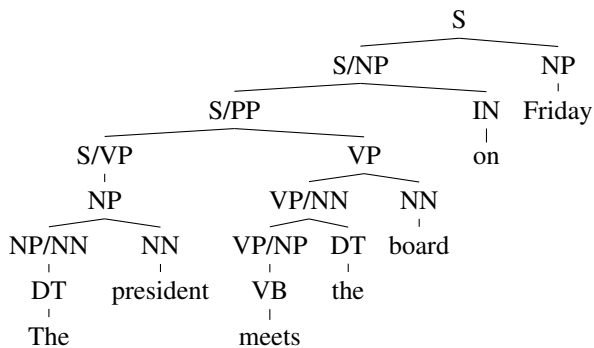 S
S/NP NP
S/PP IN Friday
S/VP VP on
NP VP/NN NN
NP/NN NN VP/NP DT board
DT president VB the
The meets